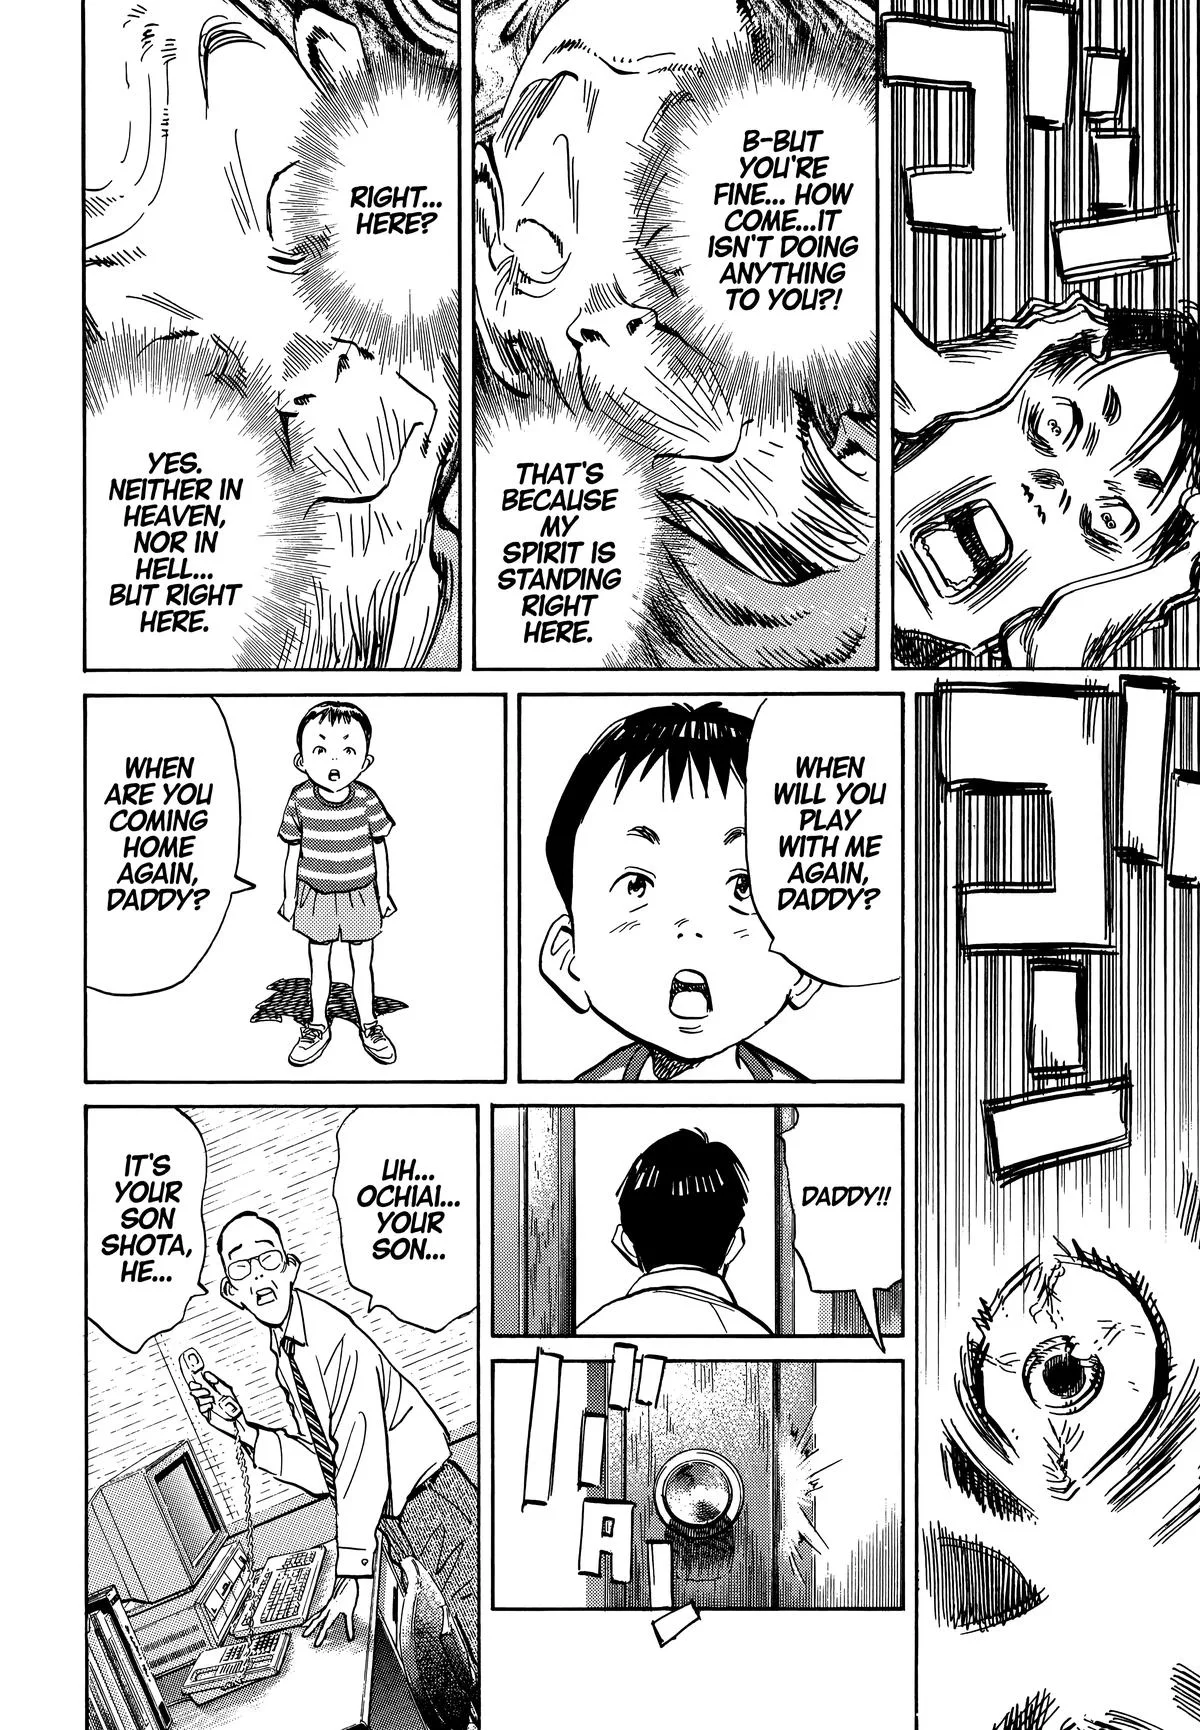 B-BUT
YOU'RE
FINE... HOW
COME...IT
ISN'T DOING
ANYTHING
TO YOU?!
THAT'S
BECAUSE
MY
SPIRIT IS
STANDING
RIGHT
HERE.
RIGHT...
HERE?
YES.
NEITHER IN
HEAVEN,
NOR IN
HELL...
BUT RIGHT
HERE.
WHEN
WILL YOU
PLAY
WITH ME
AGAIN,
DADDY?
WHEN
ARE YOU
COMING
HOME
AGAIN,
DADDY?
DADDY!!
UH...
OCHIAI...
YOUR
SON...
IT'S
YOUR
SON
SHOTA,
HE...